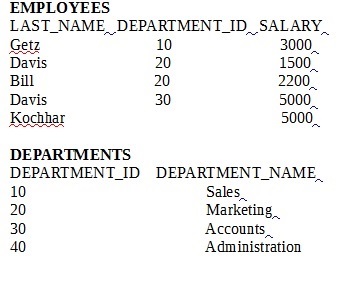 EMPLOYEES
LAST_NAME DEPARTMENT_ID SALARY
Getz 10 3000
Davis 20 1500
Bill 20 2200
Davis 30 5000
Kochhar 5000
DEPARTMENTS
DEPARTMENT_ID DEPARTMENT_NAME
10 Sales
20 Marketing
30 Accounts
40 Administration